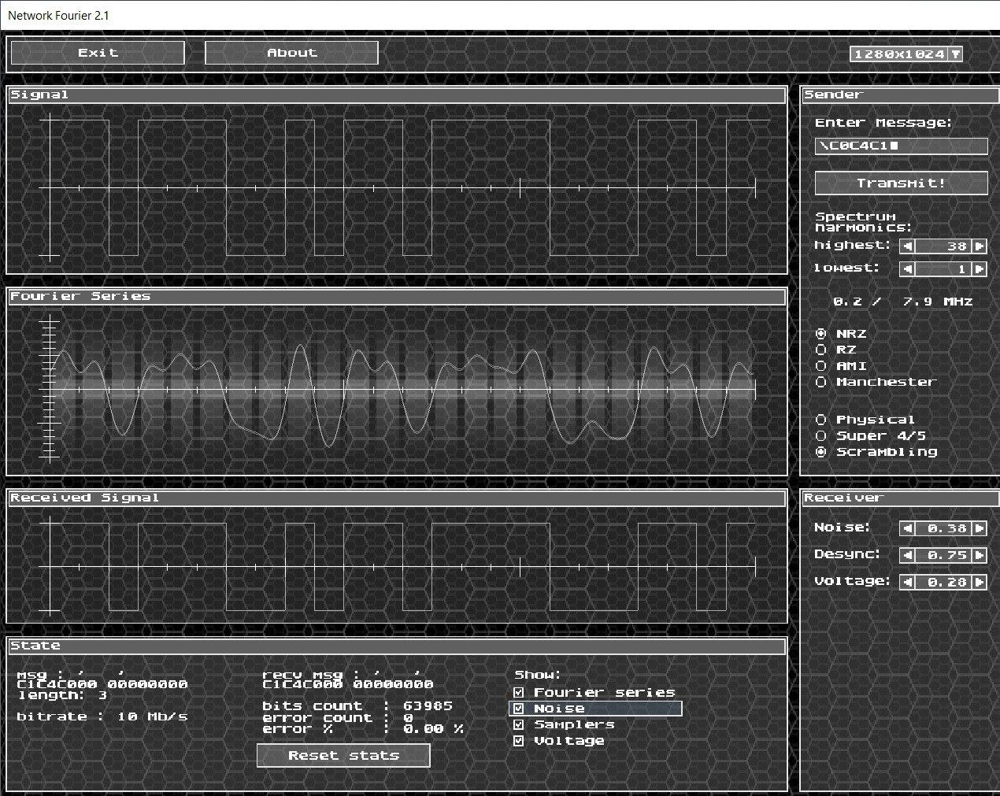 Network Fourier 2.1
Exit About 1280x1024
Signal
Sender
Enter Message:
\C0C4C1
Transmit!
Spectrum
harmonics:
highest: 38
lowest: 1
0.2 / 7.9 MHz
Fourier Series
NRZ
RZ
AMI
Manchester
Physical
Super 4/5
Scrambling
Received Signal
Receiver
Noise: 0.38
Desync: 0.75
Voltage: 0.28
State
msg : ' '
C1C4C000 00000000
length: 3
bitrate : 10 Mb/s
recv msg : ' '
C1C4C000 00000000
bits count : 63985
error count : 0
error % : 0.00 %
Reset stats
Show:
Fourier series
Noise
Samplers
Voltage